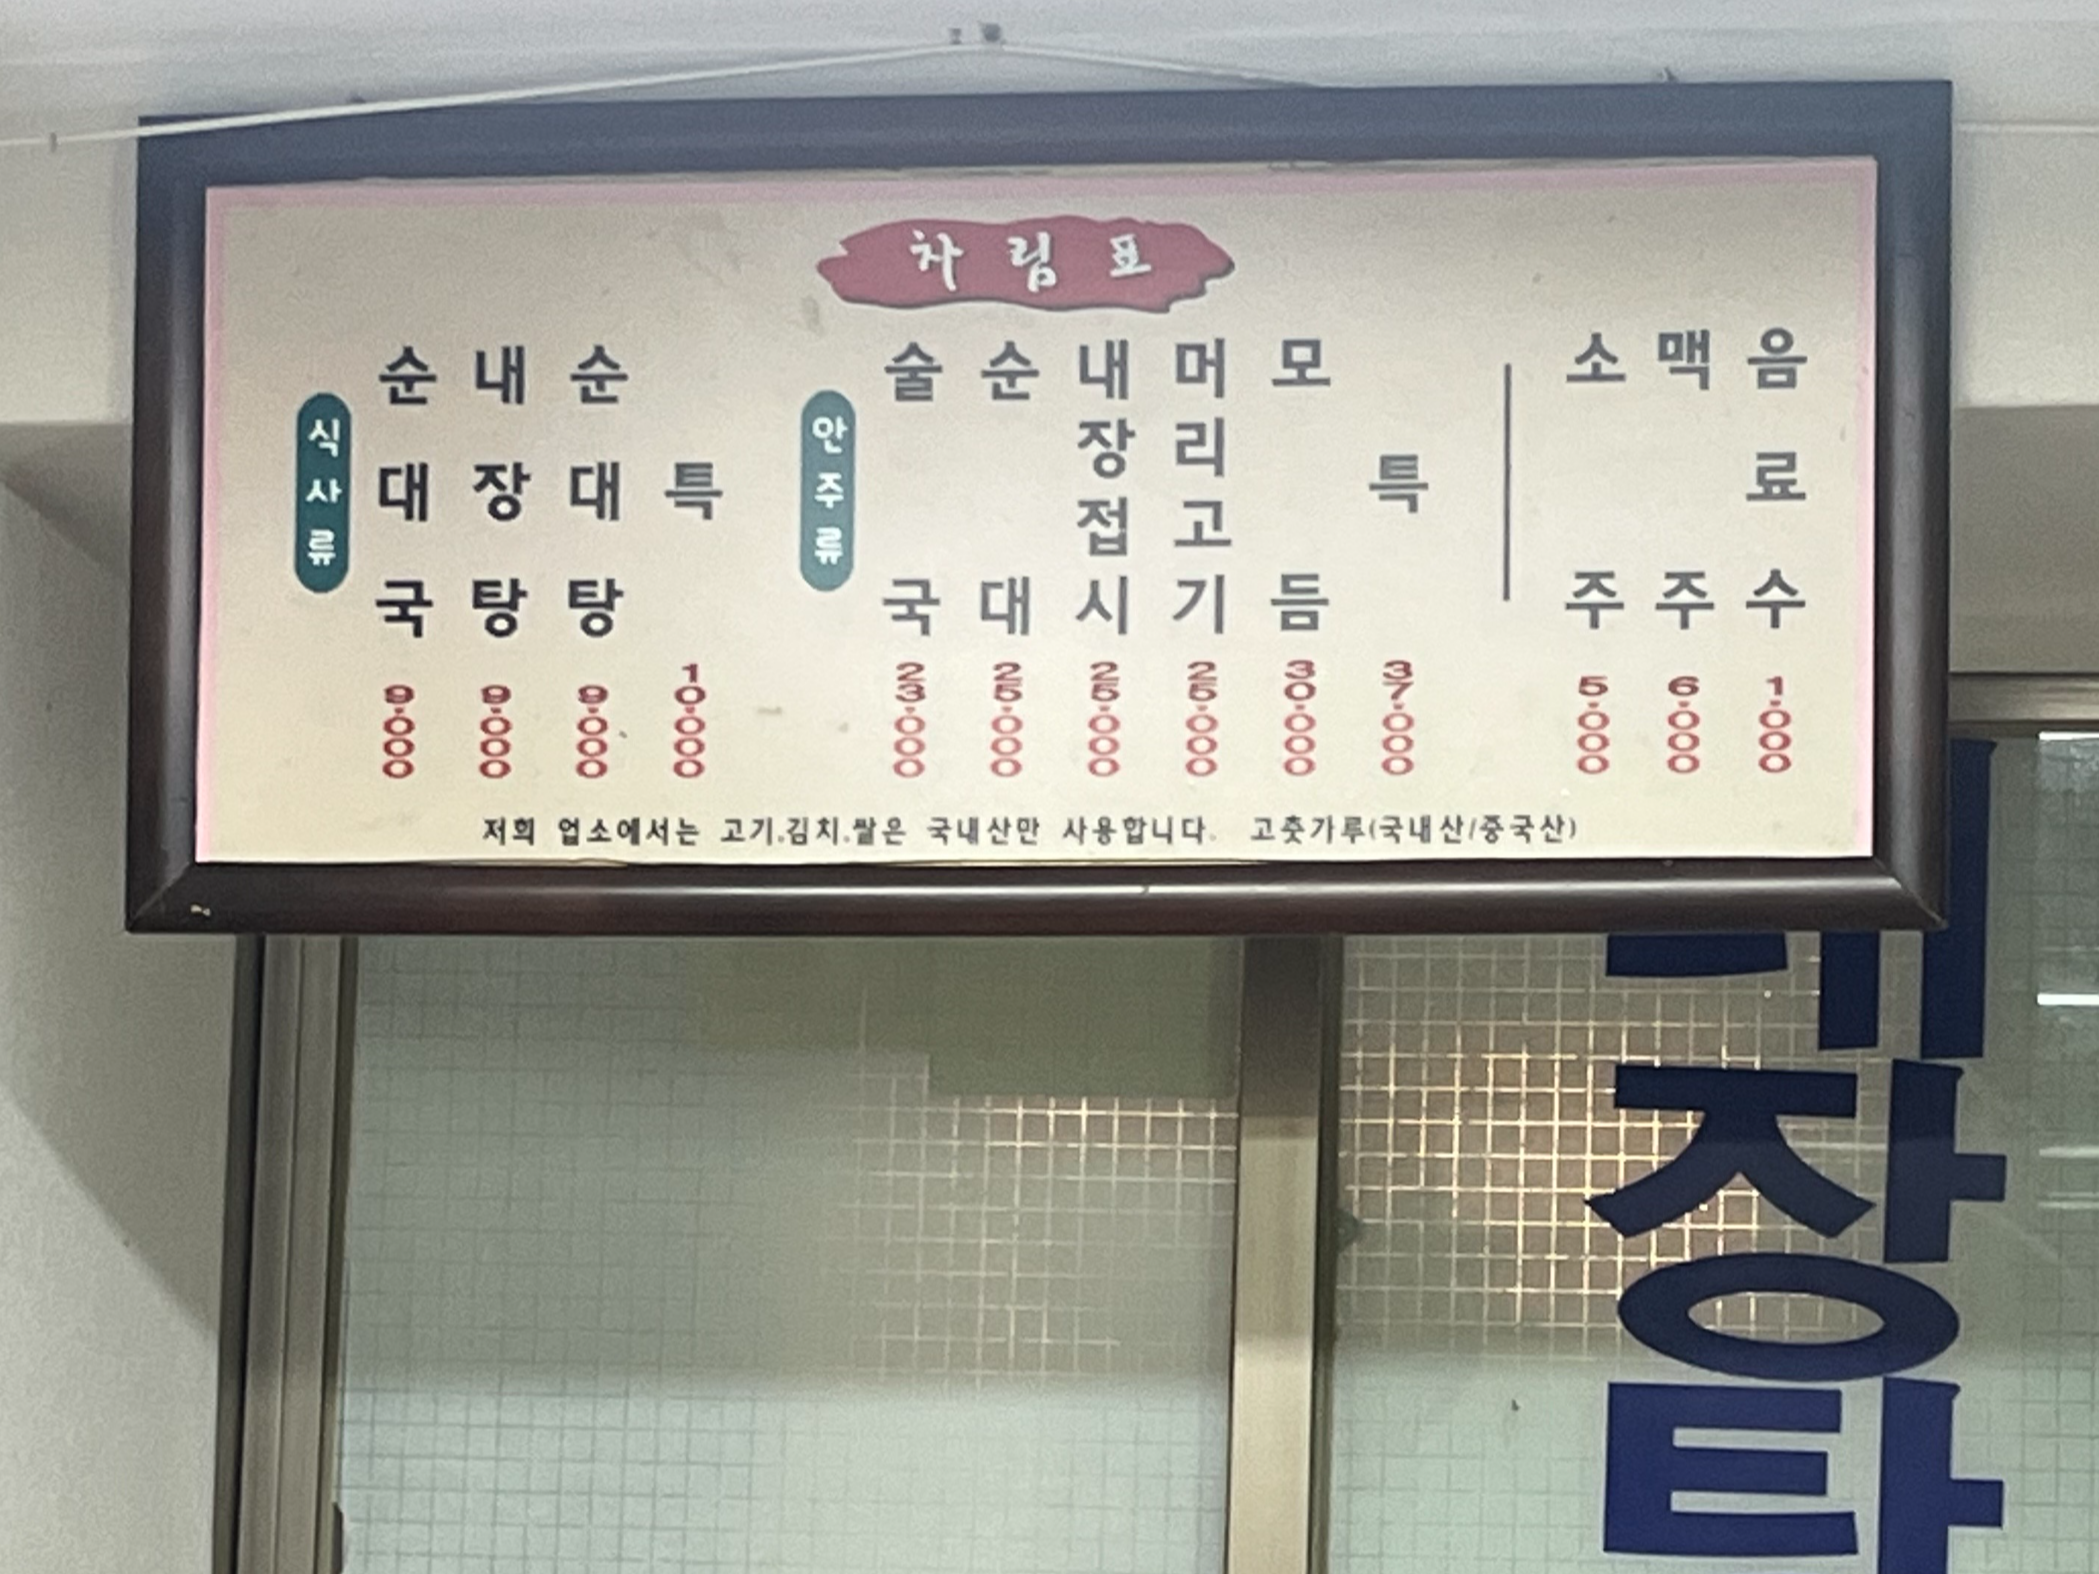 차림표
식사류
순대국 9.000
내장탕 9.000
순대탕 9.000
특 10.000
안주류
술국 23.000
순대 25.000
내장접시 25.000
머리고기 25.000
모듬 30.000
특 37.000
소주 5.000
맥주 6.000
음료수 1.000
저희 업소에서는 고기.김치.쌀은 국내산만 사용합니다. 고춧가루(국내산/중국산)
장탕